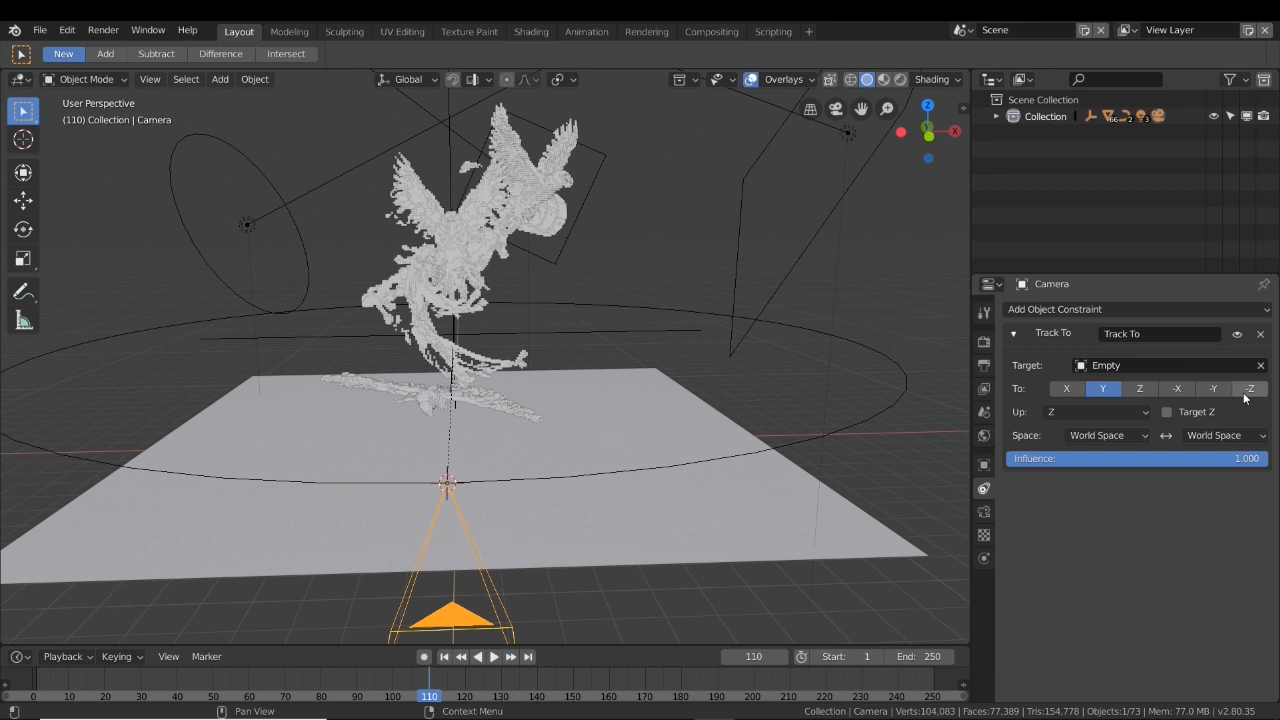 File Edit Render Window Help Layout Modeling Sculpting UV Editing Texture Paint Shading Animation Rendering Compositing Scripting + Scene View Layer
New Add Subtract Difference Intersect
Object Mode View Select Add Object Global Overlays Shading
User Perspective
(110) Collection | Camera
Z
X
Scene Collection
Collection 66 2 3
Camera
Add Object Constraint
Track To Track To
Target: Empty
To: X Y Z -X -Y -Z
Up: Z Target Z
Space: World Space World Space
Influence: 1.000
Playback Keying View Marker 110 Start: 1 End: 250
0 10 20 30 40 50 60 70 80 90 100 110 120 130 140 150 160 170 180 190 200 210 220 230 240 250
Pan View Context Menu Collection | Camera | Verts:104,083 | Faces:77,389 | Tris:154,778 | Objects:1/73 | Mem: 77.0 MB | v2.80.35